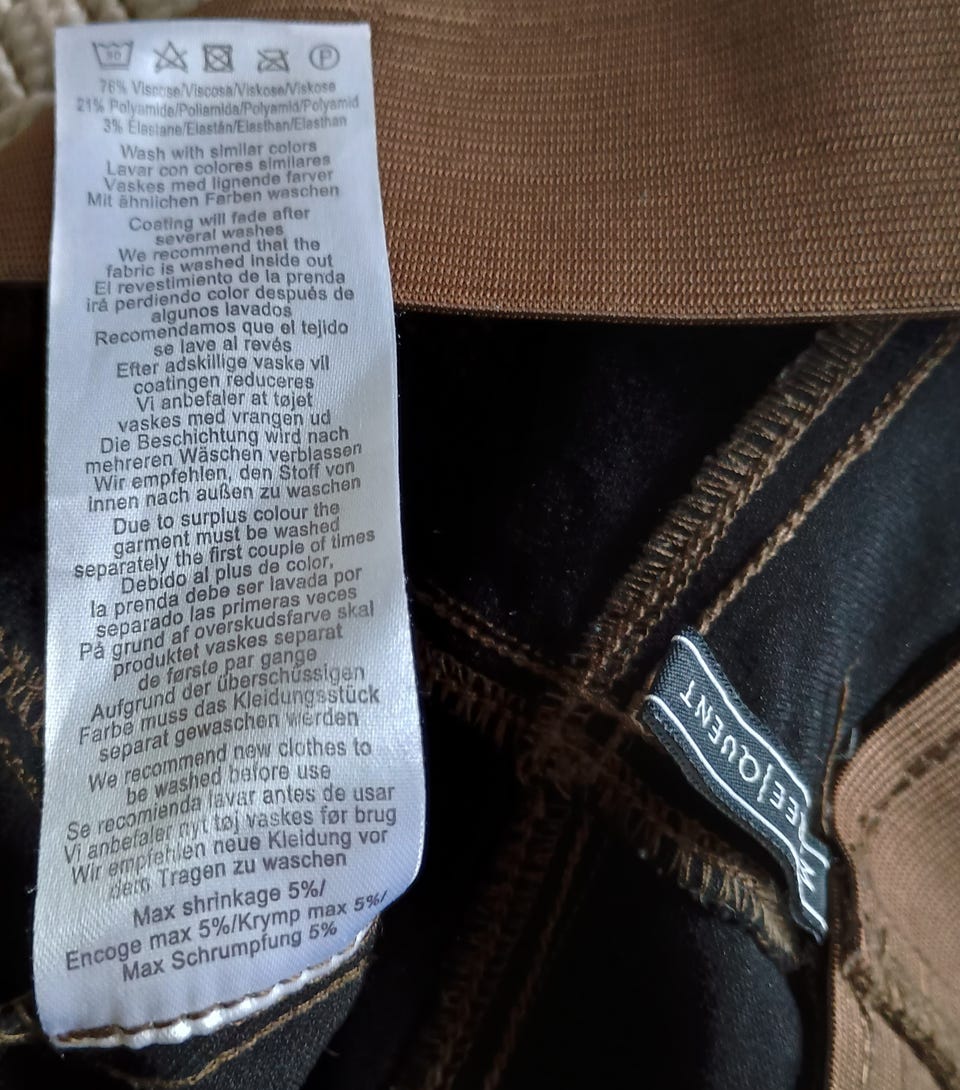 30
P
76% Viscose/Viscosa/Viskose/Viskose
21% Polyamide/Poliamida/Polyamid/Polyamid
3% Elastane/Elastán/Elasthan/Elasthan
Wash with similar colors
Lavar con colores similares
Vaskes med lignende farver
Mit ähnlichen Farben waschen
Coating will fade after
several washes
We recommend that the
fabric is washed inside out
El revestimiento de la prenda
irá perdiendo color después de
algunos lavados
Recomendamos que el tejido
se lave al revés
Efter adskillige vaske vil
coatingen reduceres
Vi anbefaler at tøjet
vaskes med vrangen ud
Die Beschichtung wird nach
mehreren Wäschen verblassen
Wir empfehlen, den Stoff von
innen nach außen zu waschen
Due to surplus colour the
garment must be washed
separately the first couple of times
Debido al plus de color,
la prenda debe ser lavada por
separado las primeras veces
På grund af overskudsfarve skal
produktet vaskes separat
de første par gange
Aufgrund der überschüssigen
Farbe muss das Kleidungsstück
separat gewaschen werden
We recommend new clothes to
be washed before use
Se recomienda lavar antes de usar
Vi anbefaler nyt tøj vaskes før brug
Wir empfehlen neue Kleidung vor
dem Tragen zu waschen
Max shrinkage 5%/
Encoge max 5%/Krymp max 5%/
Max Schrumpfung 5%